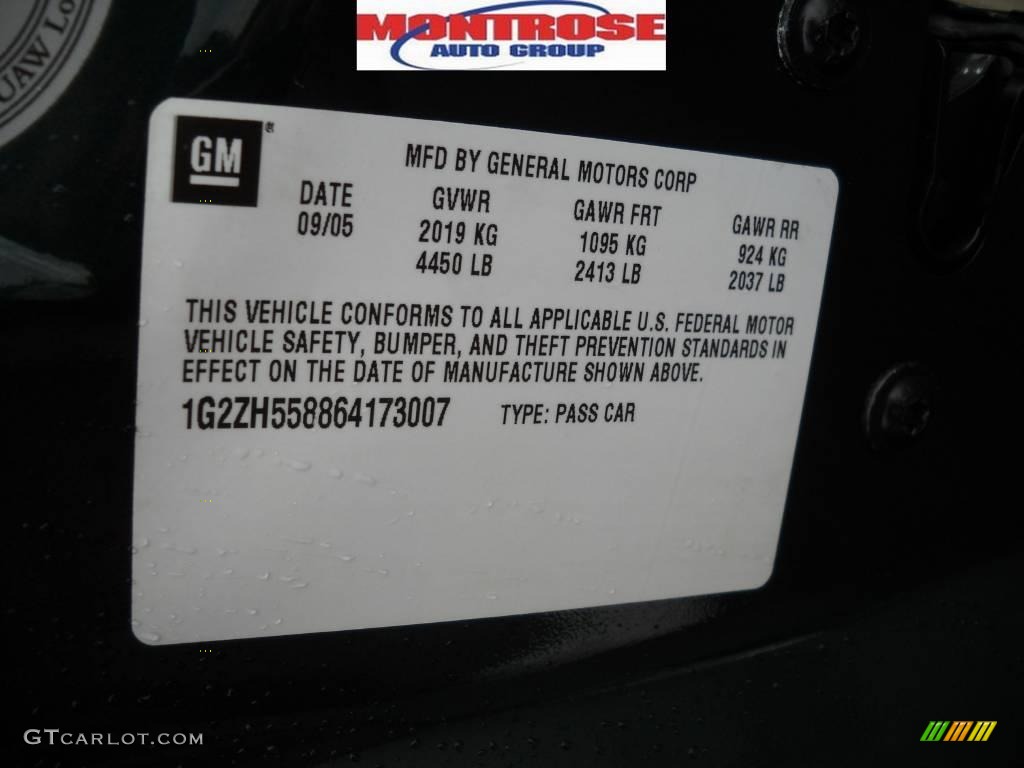 MONTROSE
AUTO GROUP
UAW Lo
GM®
MFD BY GENERAL MOTORS CORP
DATE GVWR GAWR FRT GAWR RR
09/05 2019 KG 1095 KG 924 KG
4450 LB 2413 LB 2037 LB
THIS VEHICLE CONFORMS TO ALL APPLICABLE U.S. FEDERAL MOTOR
VEHICLE SAFETY, BUMPER, AND THEFT PREVENTION STANDARDS IN
EFFECT ON THE DATE OF MANUFACTURE SHOWN ABOVE.
1G2ZH558864173007 TYPE: PASS CAR
GTCARLOT.COM